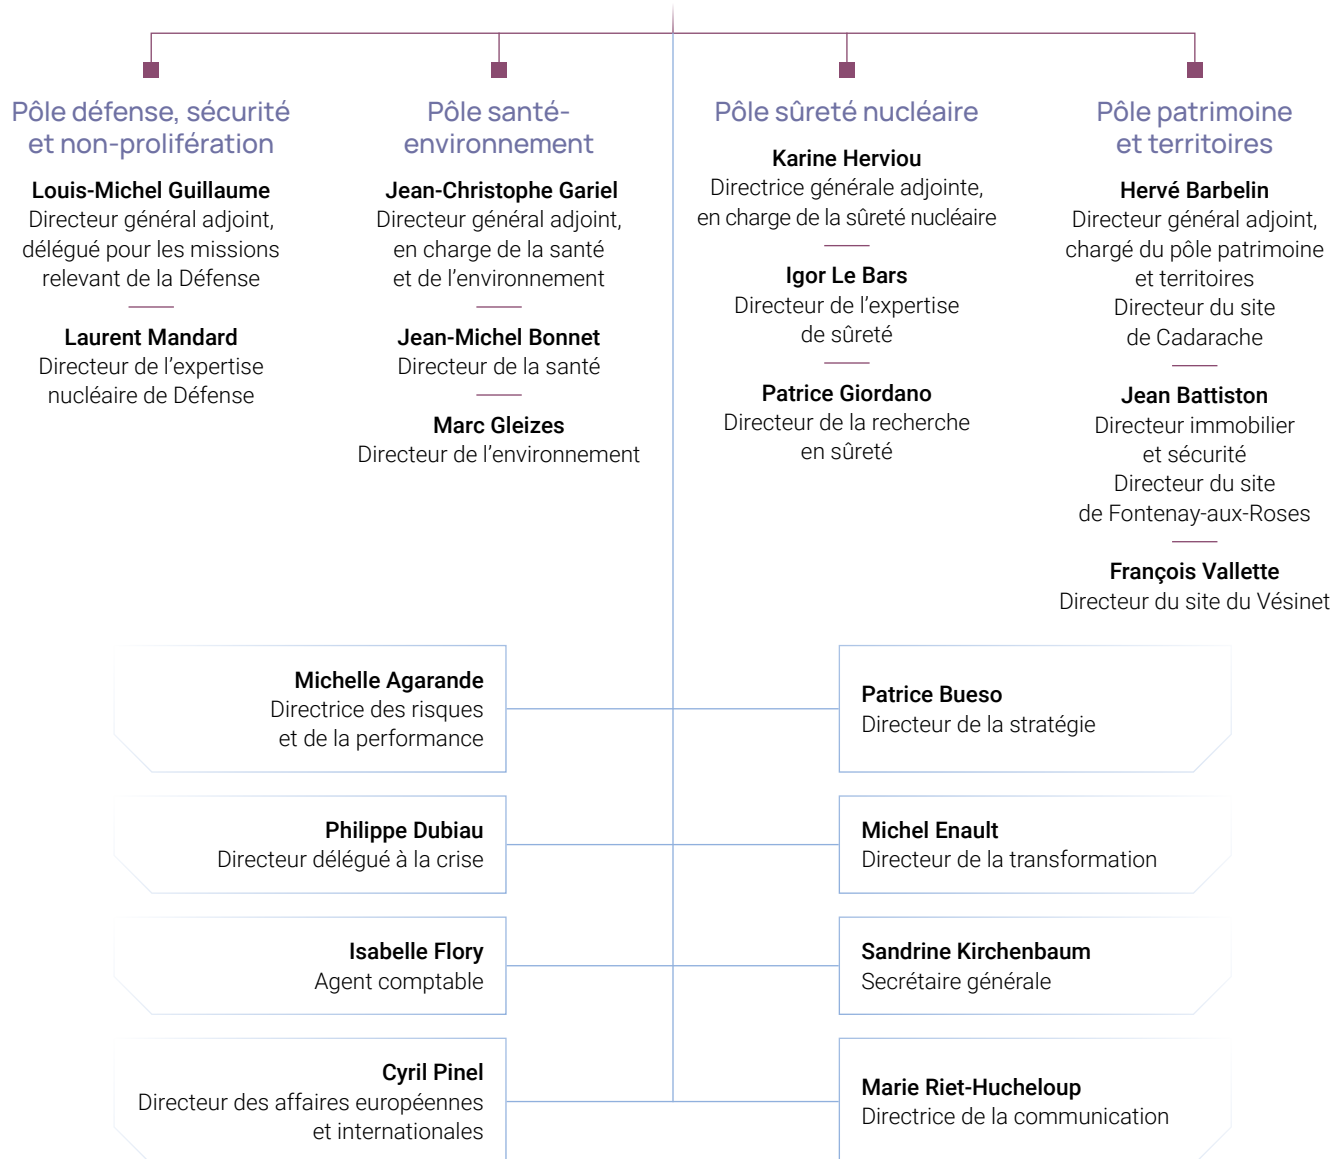 Pôle défense, sécurité
et non-prolifération
Louis-Michel Guillaume
Directeur général adjoint,
délégué pour les missions
relevant de la Défense
Laurent Mandard
Directeur de l'expertise
nucléaire de Défense
Pôle santé-
environnement
Jean-Christophe Gariel
Directeur général adjoint,
en charge de la santé
et de l'environnement
Jean-Michel Bonnet
Directeur de la santé
Marc Gleizes
Directeur de l'environnement
Pôle sûreté nucléaire
Karine Herviou
Directrice générale adjointe,
en charge de la sûreté nucléaire
Igor Le Bars
Directeur de l'expertise
de sûreté
Patrice Giordano
Directeur de la recherche
en sûreté
Pôle patrimoine
et territoires
Hervé Barbelin
Directeur général adjoint,
chargé du pôle patrimoine
et territoires
Directeur du site
de Cadarache
Jean Battiston
Directeur immobilier
et sécurité
Directeur du site
de Fontenay-aux-Roses
François Vallette
Directeur du site du Vésinet
Michelle Agarande
Directrice des risques
et de la performance
Patrice Bueso
Directeur de la stratégie
Philippe Dubiau
Directeur délégué à la crise
Michel Enault
Directeur de la transformation
Isabelle Flory
Agent comptable
Sandrine Kirchenbaum
Secrétaire générale
Cyril Pinel
Directeur des affaires européennes
et internationales
Marie Riet-Hucheloup
Directrice de la communication